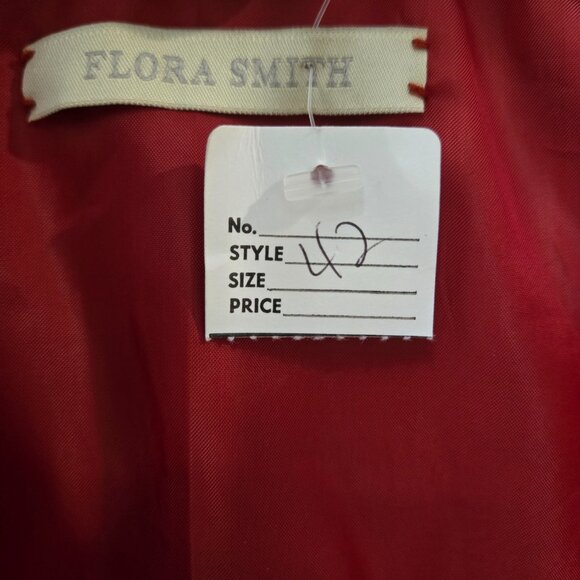 FLORA SMITH
No.
STYLE 42
SIZE
PRICE